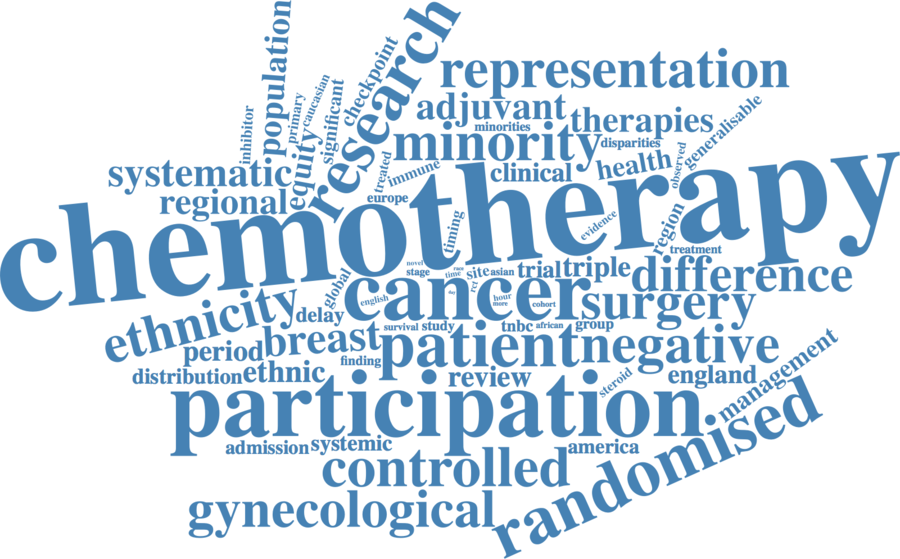 population
research
checkpoint
caucasian
primary
inhibitor
significant
equity
representation
adjuvant
therapies
generalisable
minorities
minority
disparities
systematic
regional
treated
immune
europe
clinical
health
observed
chemotherapy
timing
evidence
region
treatment
novel
stage
race
time
site
asian
trial
triple
difference
global
english
cancer
day
rct
hour
more
cohort
surgery
ethnicity
delay
survival
study
tnbc
african
group
period
breast
finding
patient
negative
distribution
ethnic
review
steroid
england
management
participation
randomised
admission
systemic
america
controlled
gynecological